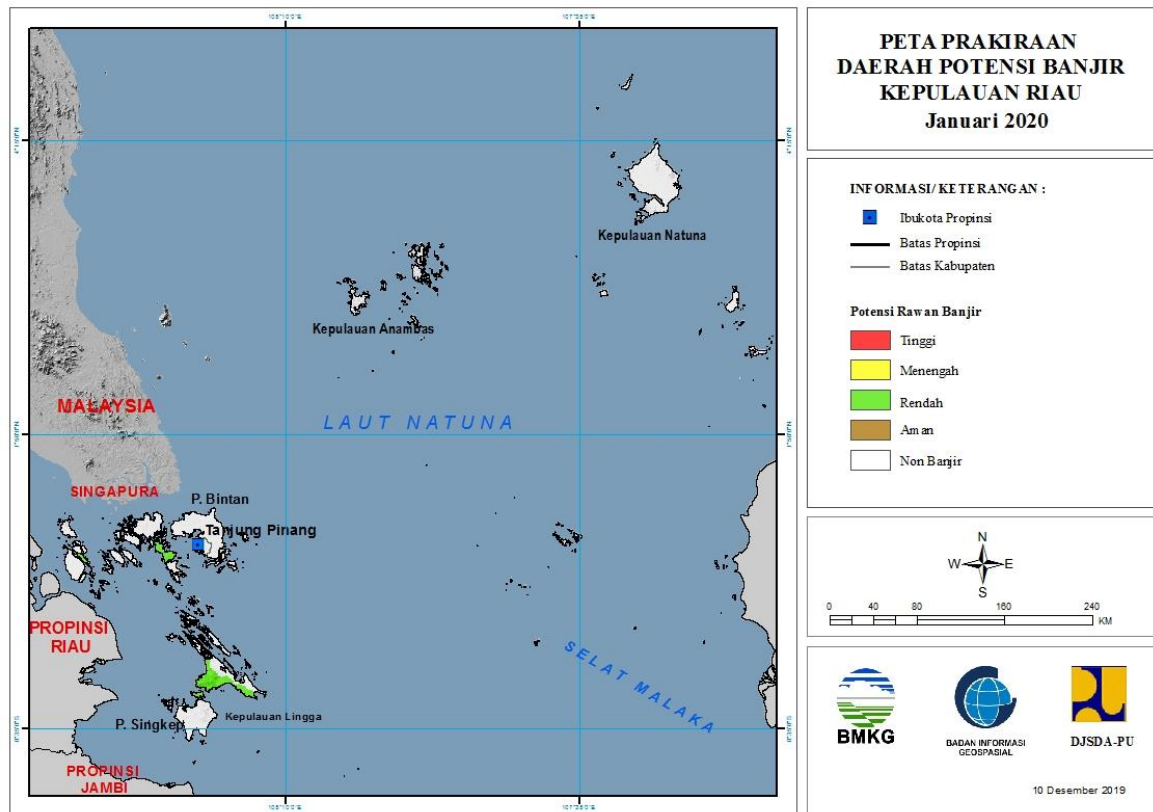 PETA PRAKIRAAN
DAERAH POTENSI BANJIR
KEPULAUAN RIAU
Januari 2020
INFORMASI/ KETERANGAN :
Ibukota Propinsi
Batas Propinsi
Batas Kabupaten
Potensi Rawan Banjir
Tinggi
Menengah
Rendah
Aman
Non Banjir
N
W E
S
0 40 80 160 240
KM
BMKG
BADAN INFORMASI
GEOSPASIAL
DJSDA-PU
10 Desember 2019
Kepulauan Natuna
Kepulauan Anambas
MALAYSIA
LAUT NATUNA
SINGAPURA
P. Bintan
Tanjung Pinang
PROPINSI
RIAU
SELAT MALAKA
Kepulauan Lingga
P. Singkep
PROPINSI
JAMBI